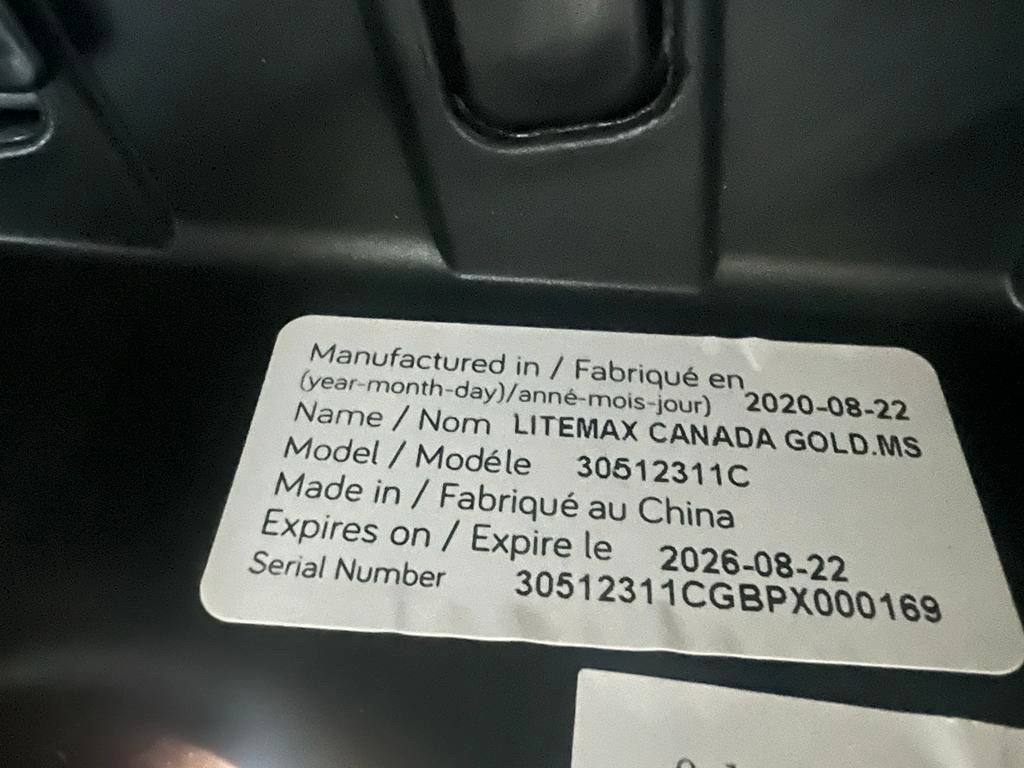 Manufactured in / Fabriqué en
(year-month-day)/anné-mois-jour) 2020-08-22
Name / Nom LITEMAX CANADA GOLD.MS
Model / Modéle 30512311C
Made in / Fabriqué au China
Expires on / Expire le 2026-08-22
Serial Number 30512311CGBPX000169